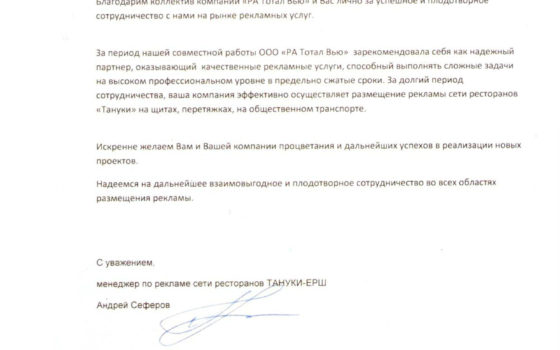 Благодарим коллектив компании «РА Тотал Вью» и Вас лично за успешное и плодотворное
сотрудничество с нами на рынке рекламных услуг.
За период нашей совместной работы ООО «РА Тотал Вью» зарекомендовала себя как надежный
партнер, оказывающий качественные рекламные услуги, способный выполнять сложные задачи
на высоком профессиональном уровне в предельно сжатые сроки. За долгий период
сотрудничества, ваша компания эффективно осуществляет размещение рекламы сети ресторанов
«Тануки» на щитах, перетяжках, на общественном транспорте.
Искренне желаем Вам и Вашей компании процветания и дальнейших успехов в реализации новых
проектов.
Надеемся на дальнейшее взаимовыгодное и плодотворное сотрудничество во всех областях
размещения рекламы.
С уважением,
менеджер по рекламе сети ресторанов ТАНУКИ-ЕРШ
Андрей Сеферов